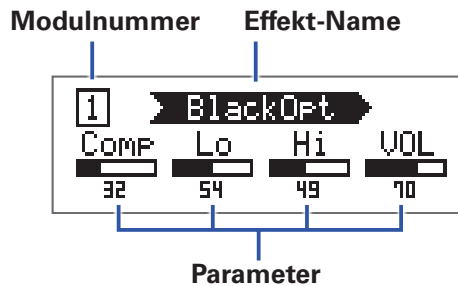 Modulnummer Effekt-Name
1 BlackOpt
Comp Lo Hi VOL
32 54 49 70
Parameter